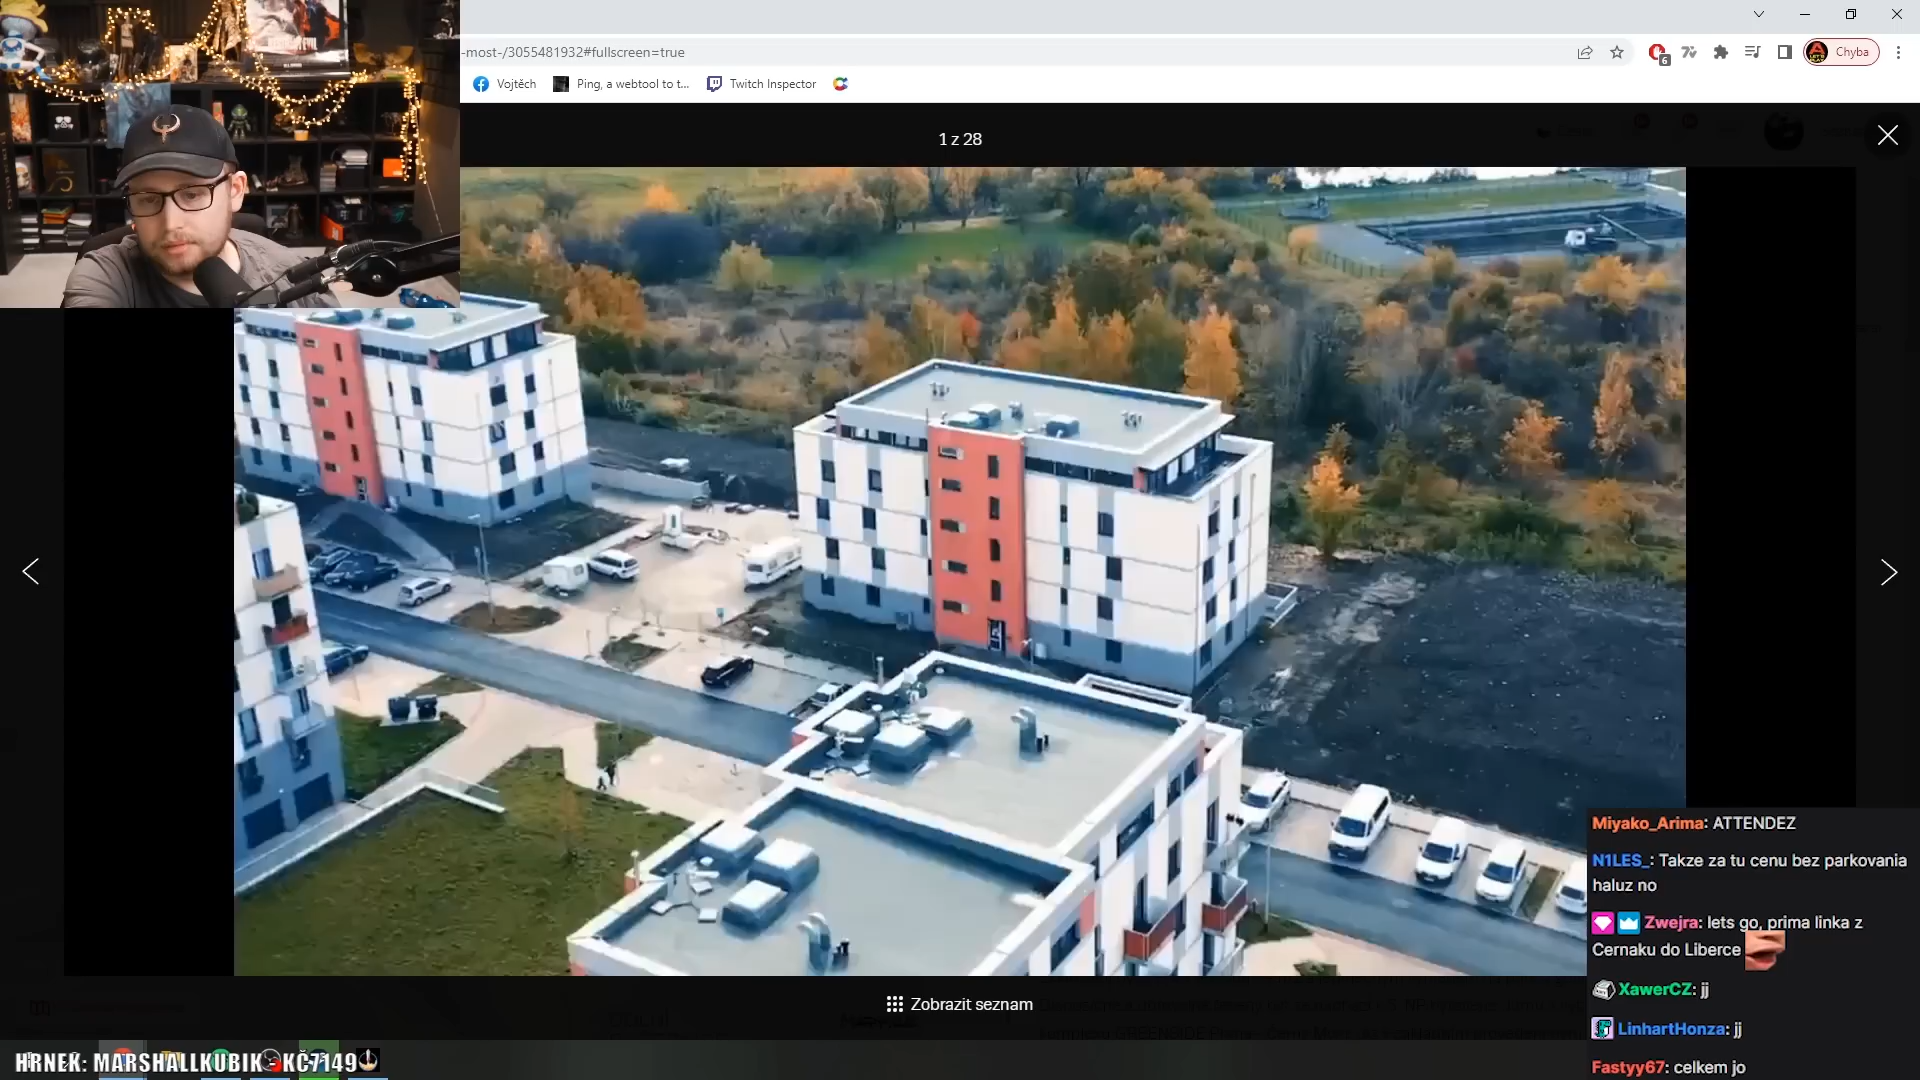 -most-/3055481932#fullscreen=true
6
Chyba
Vojtěch
Ping, a webtool to t...
Twitch Inspector
1 z 28
Zobrazit seznam
Miyako_Arima: ATTENDEZ
N1LES_: Takze za tu cenu bez parkovania
haluz no
Zwejra: lets go, prima linka z
Cernaku do Liberce
XawerCZ: jj
LinhartHonza: jj
Fastyy67: celkem jo
HRNEK: MARSHALLKUBIK - KČ7149